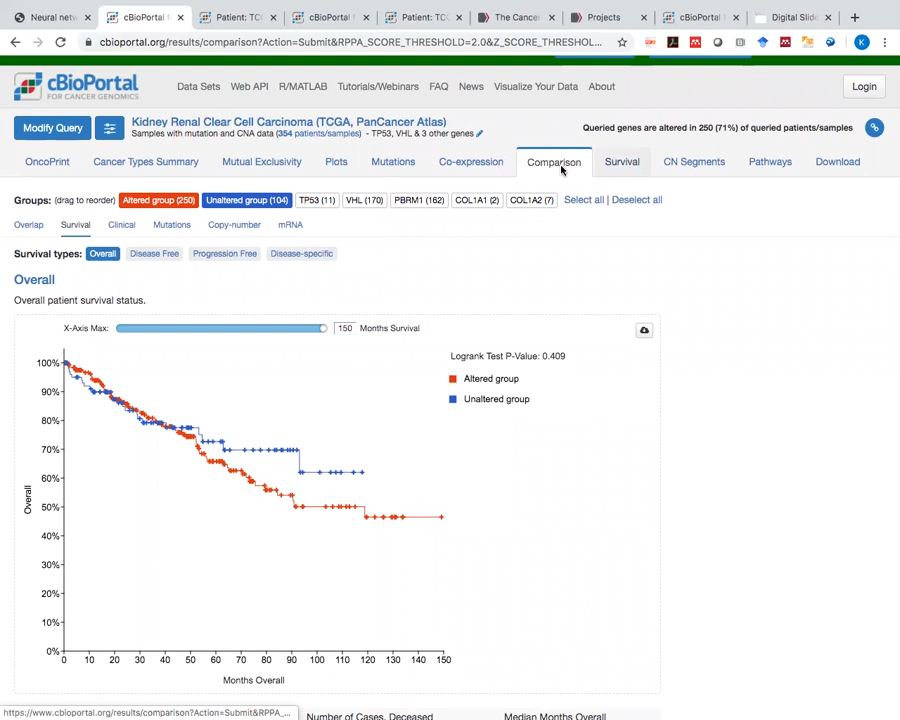 Neural netw × cBioPortal f × Patient: TCG × cBioPortal f × Patient: TCG × The Cancer × Projects × cBioPortal f × Digital Slide × +
cbioportal.org/results/comparison?Action=Submit&RPPA_SCORE_THRESHOLD=2.0&Z_SCORE_THRESHOL... K
cBioPortal
FOR CANCER GENOMICS
Data Sets Web API R/MATLAB Tutorials/Webinars FAQ News Visualize Your Data About Login
Modify Query
Kidney Renal Clear Cell Carcinoma (TCGA, PanCancer Atlas)
Samples with mutation and CNA data (354 patients/samples) - TP53, VHL & 3 other genes
Queried genes are altered in 250 (71%) of queried patients/samples
OncoPrint Cancer Types Summary Mutual Exclusivity Plots Mutations Co-expression Comparison Survival CN Segments Pathways Download
Groups: (drag to reorder) Altered group (250) Unaltered group (104) TP53 (11) VHL (170) PBRM1 (162) COL1A1 (2) COL1A2 (7) Select all | Deselect all
Overlap Survival Clinical Mutations Copy-number mRNA
Survival types: Overall Disease Free Progression Free Disease-specific
Overall
Overall patient survival status.
X-Axis Max: 150 Months Survival
Logrank Test P-Value: 0.409
Altered group
Unaltered group
100%
90%
80%
70%
60%
50%
40%
30%
20%
10%
0%
Overall
0 10 20 30 40 50 60 70 80 90 100 110 120 130 140 150
Months Overall
https://www.cbioportal.org/results/comparison?Action=Submit&RPPA_...
Number of Cases, Deceased Median Months Overall